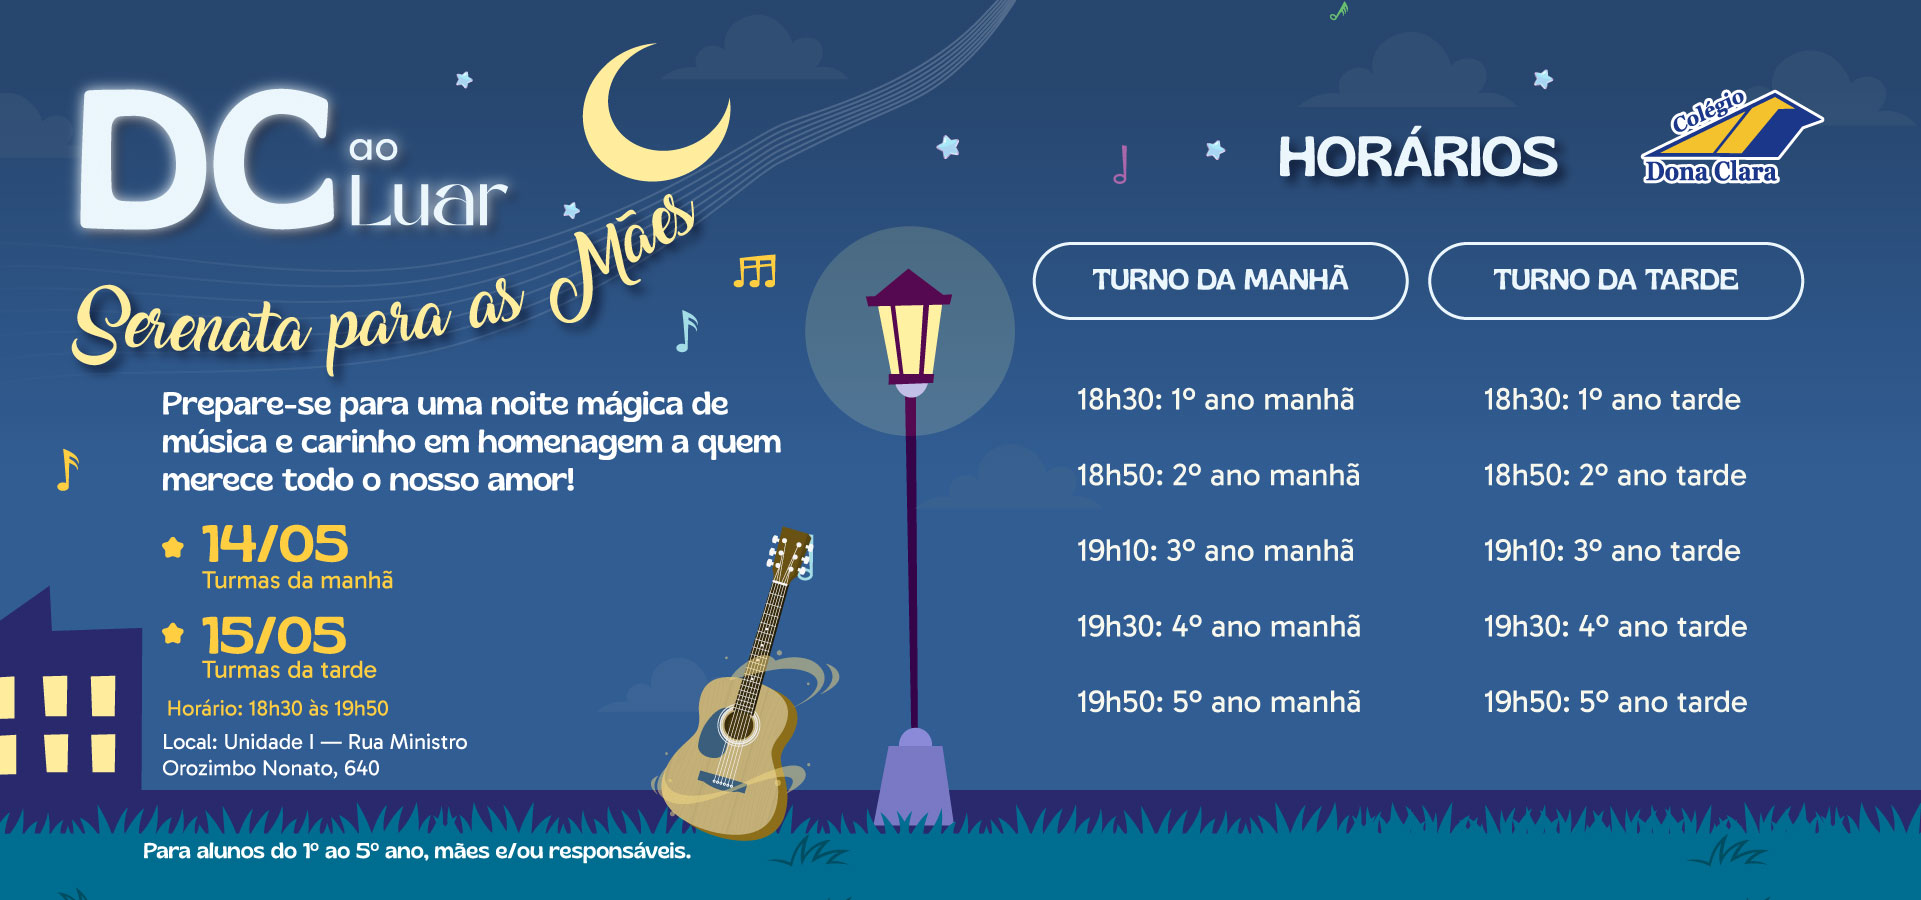 DC ao Luar
Serenata para as Mães
Prepare-se para uma noite mágica de
música e carinho em homenagem a quem
merece todo o nosso amor!
14/05
Turmas da manhã
15/05
Turmas da tarde
Horário: 18h30 às 19h50
Local: Unidade I — Rua Ministro
Orozimbo Nonato, 640
Para alunos do 1º ao 5º ano, mães e/ou responsáveis.
HORÁRIOS
Colégio
Dona Clara
TURNO DA MANHÃ
18h30: 1º ano manhã
18h50: 2º ano manhã
19h10: 3º ano manhã
19h30: 4º ano manhã
19h50: 5º ano manhã
TURNO DA TARDE
18h30: 1º ano tarde
18h50: 2º ano tarde
19h10: 3º ano tarde
19h30: 4º ano tarde
19h50: 5º ano tarde